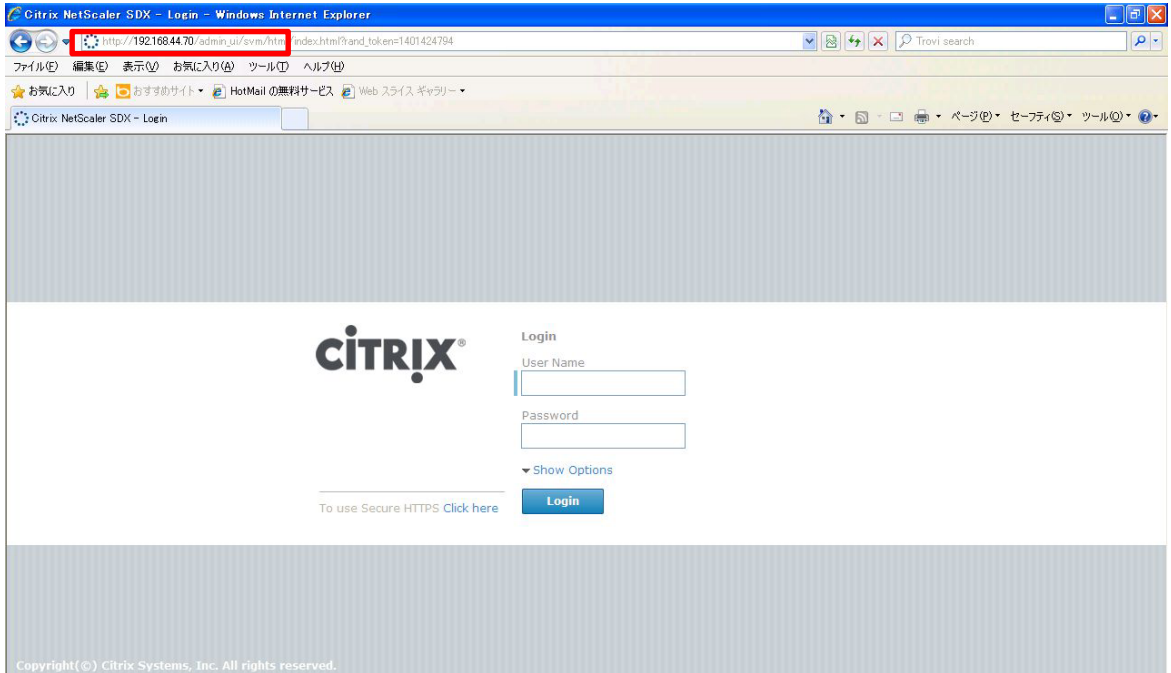 Citrix NetScaler SDX - Login - Windows Internet Explorer
http://192.168.44.70/admin_ui/svm/html/index.html?rand_token=1401424794
Trovi search
ファイル(F) 編集(E) 表示(V) お気に入り(A) ツール(T) ヘルプ(H)
お気に入り おすすめサイト HotMail の無料サービス Web スライス ギャラリー
Citrix NetScaler SDX - Login
ページ(P) セーフティ(S) ツール(O)
CITRIX®
Login
User Name
Password
Show Options
Login
To use Secure HTTPS Click here
Copyright(©) Citrix Systems, Inc. All rights reserved.